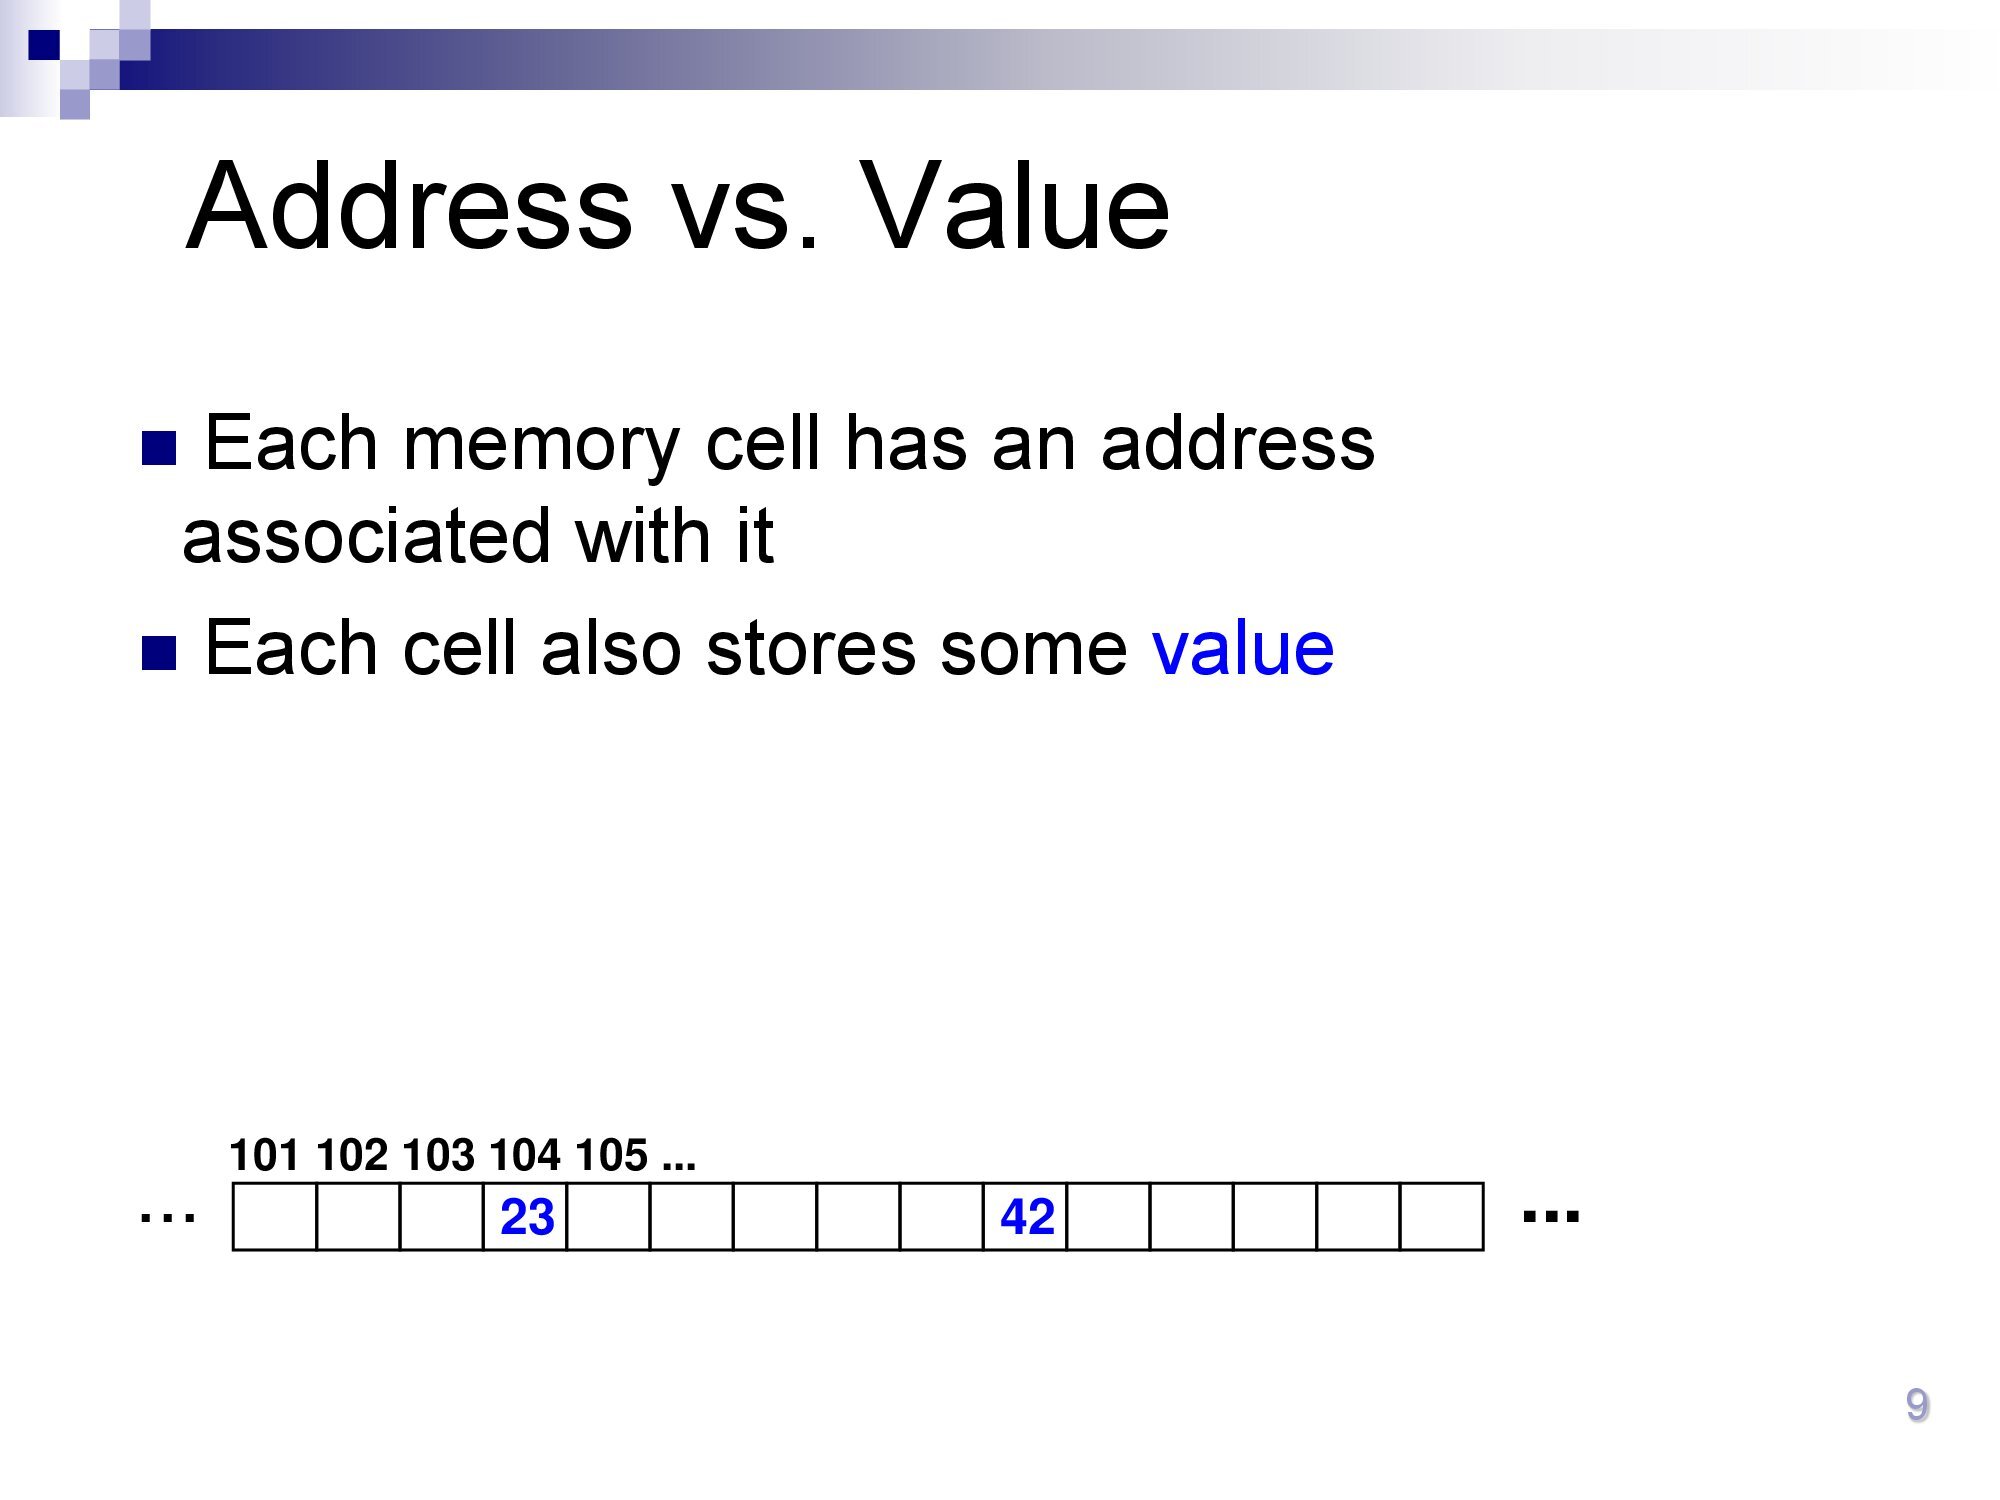 Address vs. Value
Each memory cell has an address
associated with it
Each cell also stores some value
101 102 103 104 105 ...
... 23 42 ...
9